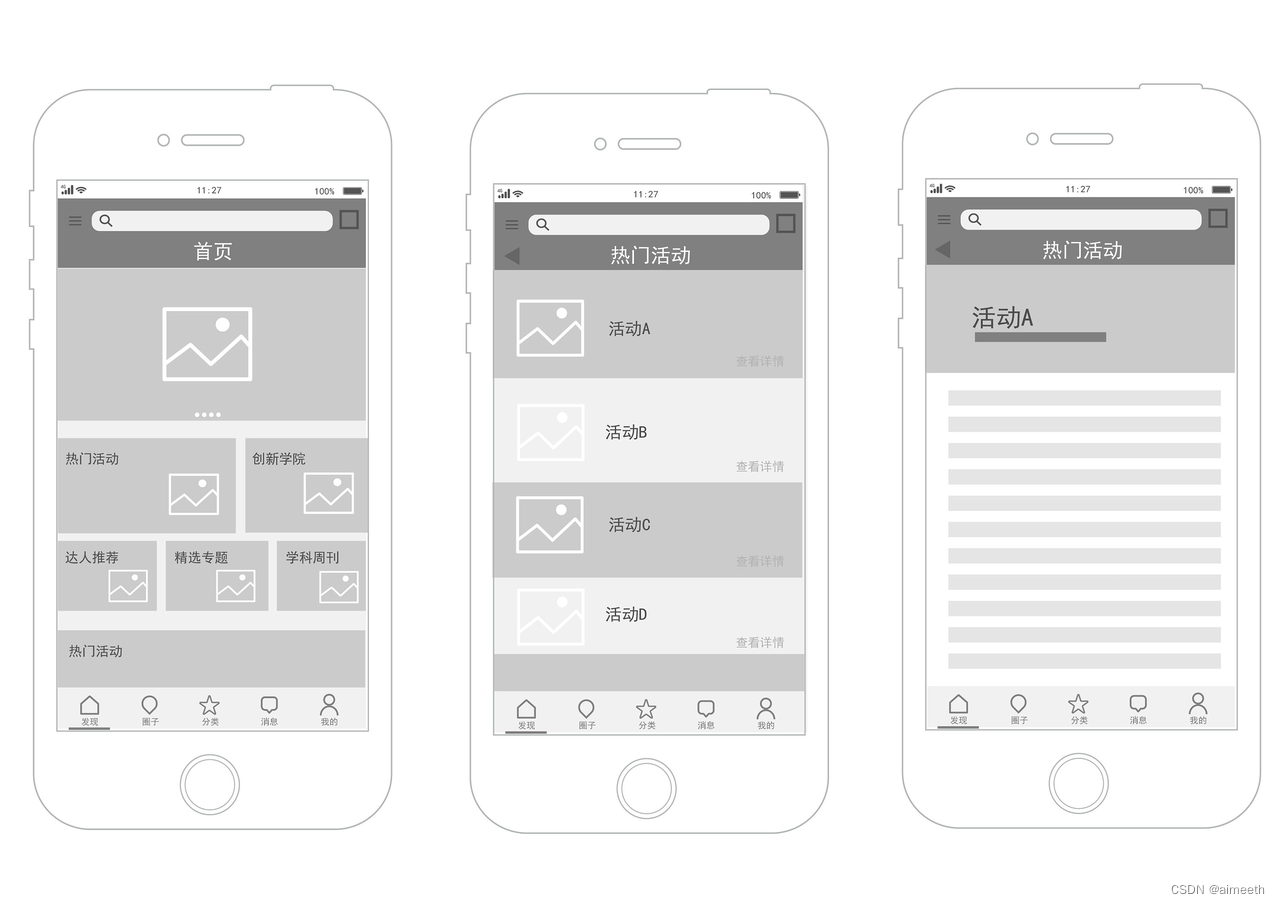 4G 11:27 100%
首页
热门活动 创新学院
达人推荐 精选专题 学科周刊
热门活动
发现 圈子 分类 消息 我的
4G 11:27 100%
热门活动
活动A
查看详情
活动B
查看详情
活动C
查看详情
活动D
查看详情
发现 圈子 分类 消息 我的
4G 11:27 100%
热门活动
活动A
发现 圈子 分类 消息 我的
CSDN @aimeeth